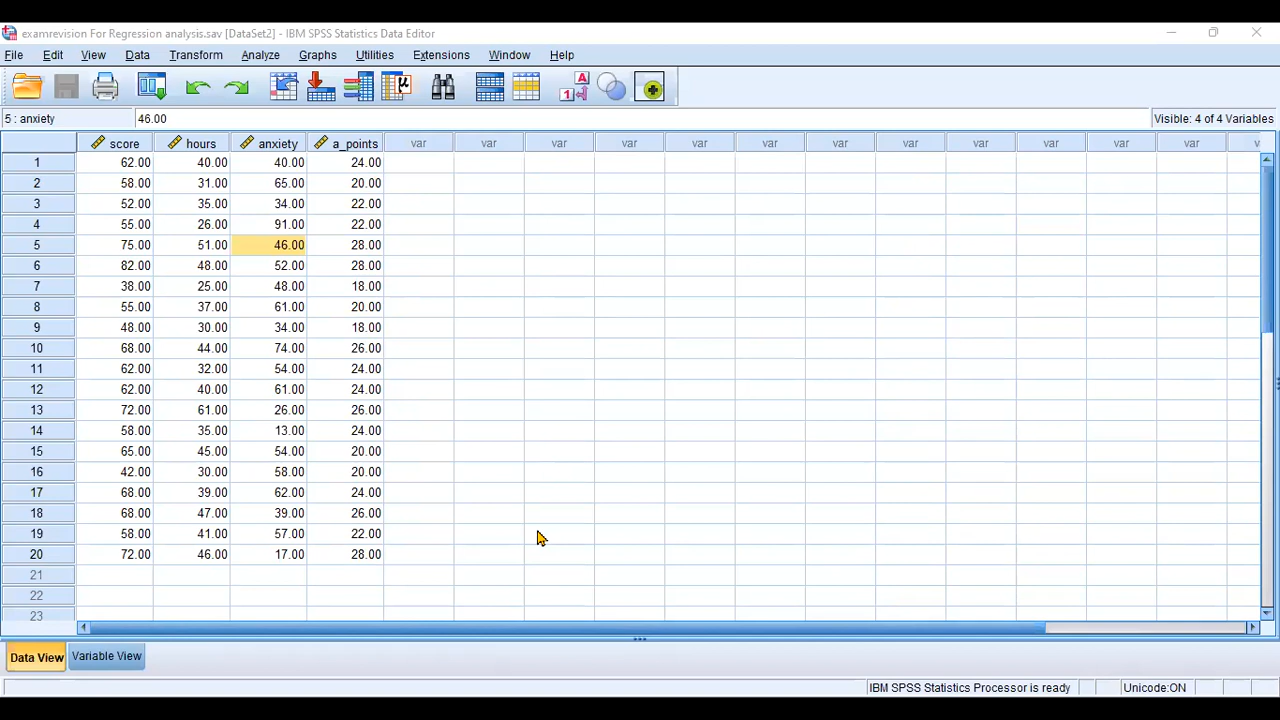 examrevision For Regression analysis.sav [DataSet2] - IBM SPSS Statistics Data Editor
File Edit View Data Transform Analyze Graphs Utilities Extensions Window Help
5 : anxiety 46.00 Visible: 4 of 4 Variables
score hours anxiety a_points var var var var var var var var var var var var
1 62.00 40.00 40.00 24.00
2 58.00 31.00 65.00 20.00
3 52.00 35.00 34.00 22.00
4 55.00 26.00 91.00 22.00
5 75.00 51.00 46.00 28.00
6 82.00 48.00 52.00 28.00
7 38.00 25.00 48.00 18.00
8 55.00 37.00 61.00 20.00
9 48.00 30.00 34.00 18.00
10 68.00 44.00 74.00 26.00
11 62.00 32.00 54.00 24.00
12 62.00 40.00 61.00 24.00
13 72.00 61.00 26.00 26.00
14 58.00 35.00 13.00 24.00
15 65.00 45.00 54.00 20.00
16 42.00 30.00 58.00 20.00
17 68.00 39.00 62.00 24.00
18 68.00 47.00 39.00 26.00
19 58.00 41.00 57.00 22.00
20 72.00 46.00 17.00 28.00
21
22
23
Data View Variable View
IBM SPSS Statistics Processor is ready Unicode:ON